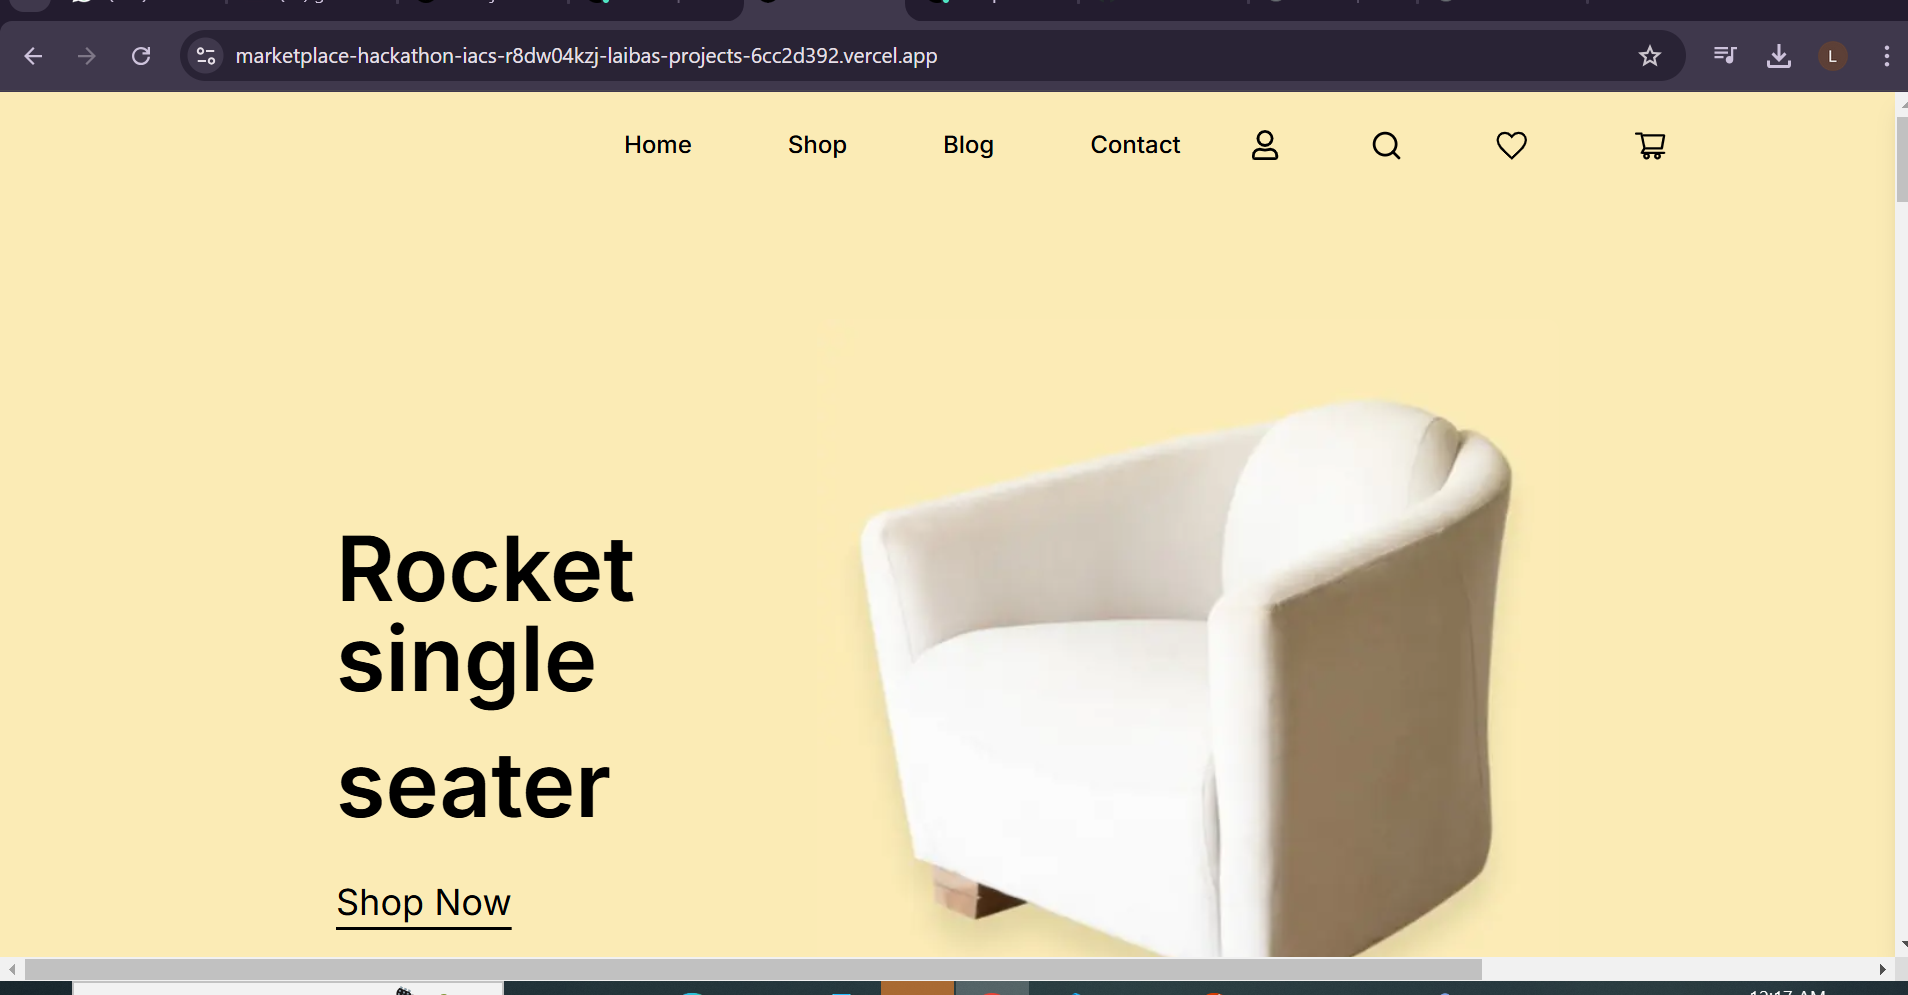 marketplace-hackathon-iacs-r8dw04kzj-laibas-projects-6cc2d392.vercel.app
L
Home Shop Blog Contact
Rocket
single
seater
Shop Now